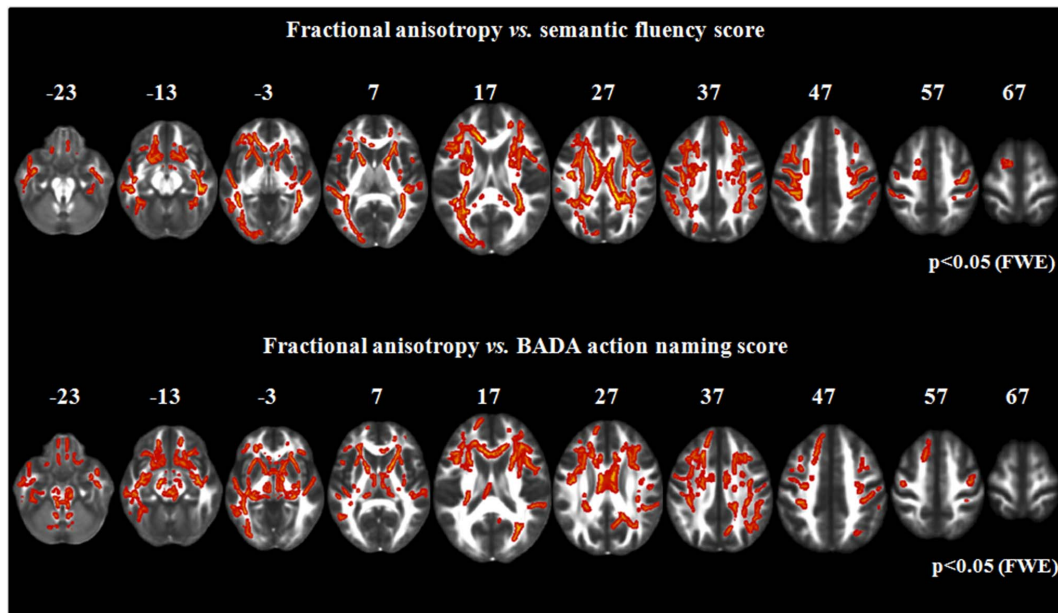 Fractional anisotropy vs. semantic fluency score
-23 -13 -3 7 17 27 37 47 57 67
p<0.05 (FWE)
Fractional anisotropy vs. BADA action naming score
-23 -13 -3 7 17 27 37 47 57 67
p<0.05 (FWE)